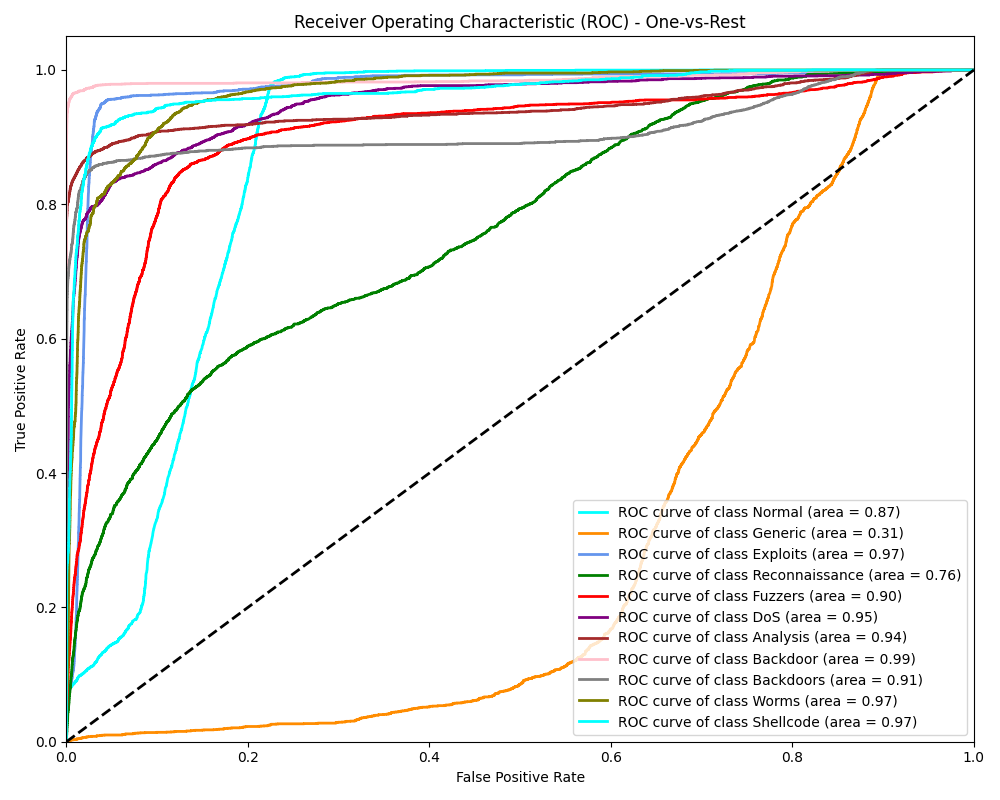 Receiver Operating Characteristic (ROC) - One-vs-Rest
True Positive Rate
1.0
0.8
0.6
0.4
0.2
0.0
ROC curve of class Normal (area = 0.87)
ROC curve of class Generic (area = 0.31)
ROC curve of class Exploits (area = 0.97)
ROC curve of class Reconnaissance (area = 0.76)
ROC curve of class Fuzzers (area = 0.90)
ROC curve of class DoS (area = 0.95)
ROC curve of class Analysis (area = 0.94)
ROC curve of class Backdoor (area = 0.99)
ROC curve of class Backdoors (area = 0.91)
ROC curve of class Worms (area = 0.97)
ROC curve of class Shellcode (area = 0.97)
0.0 0.2 0.4 0.6 0.8 1.0
False Positive Rate